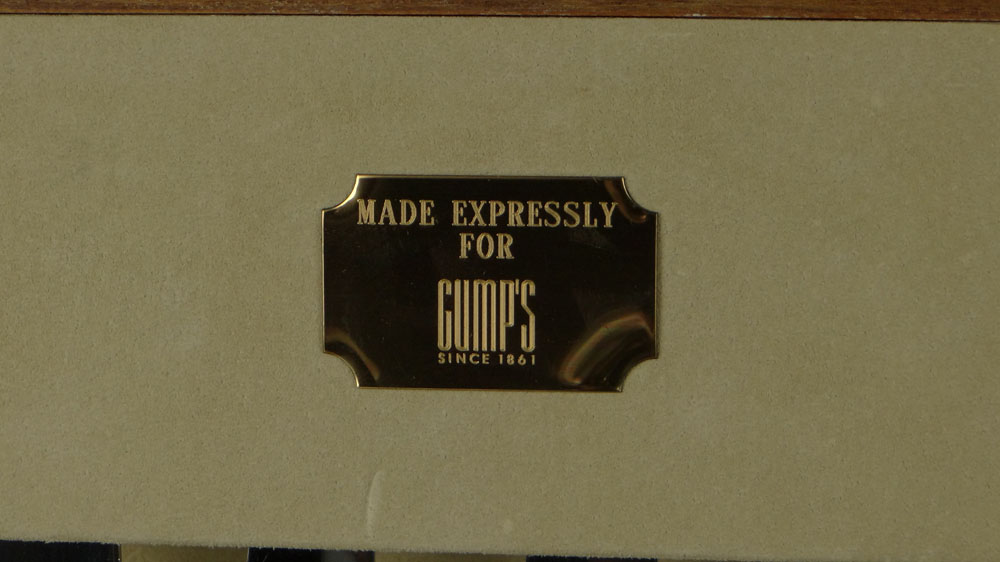 MADE EXPRESSLY
FOR
GUMP'S
SINCE 1861